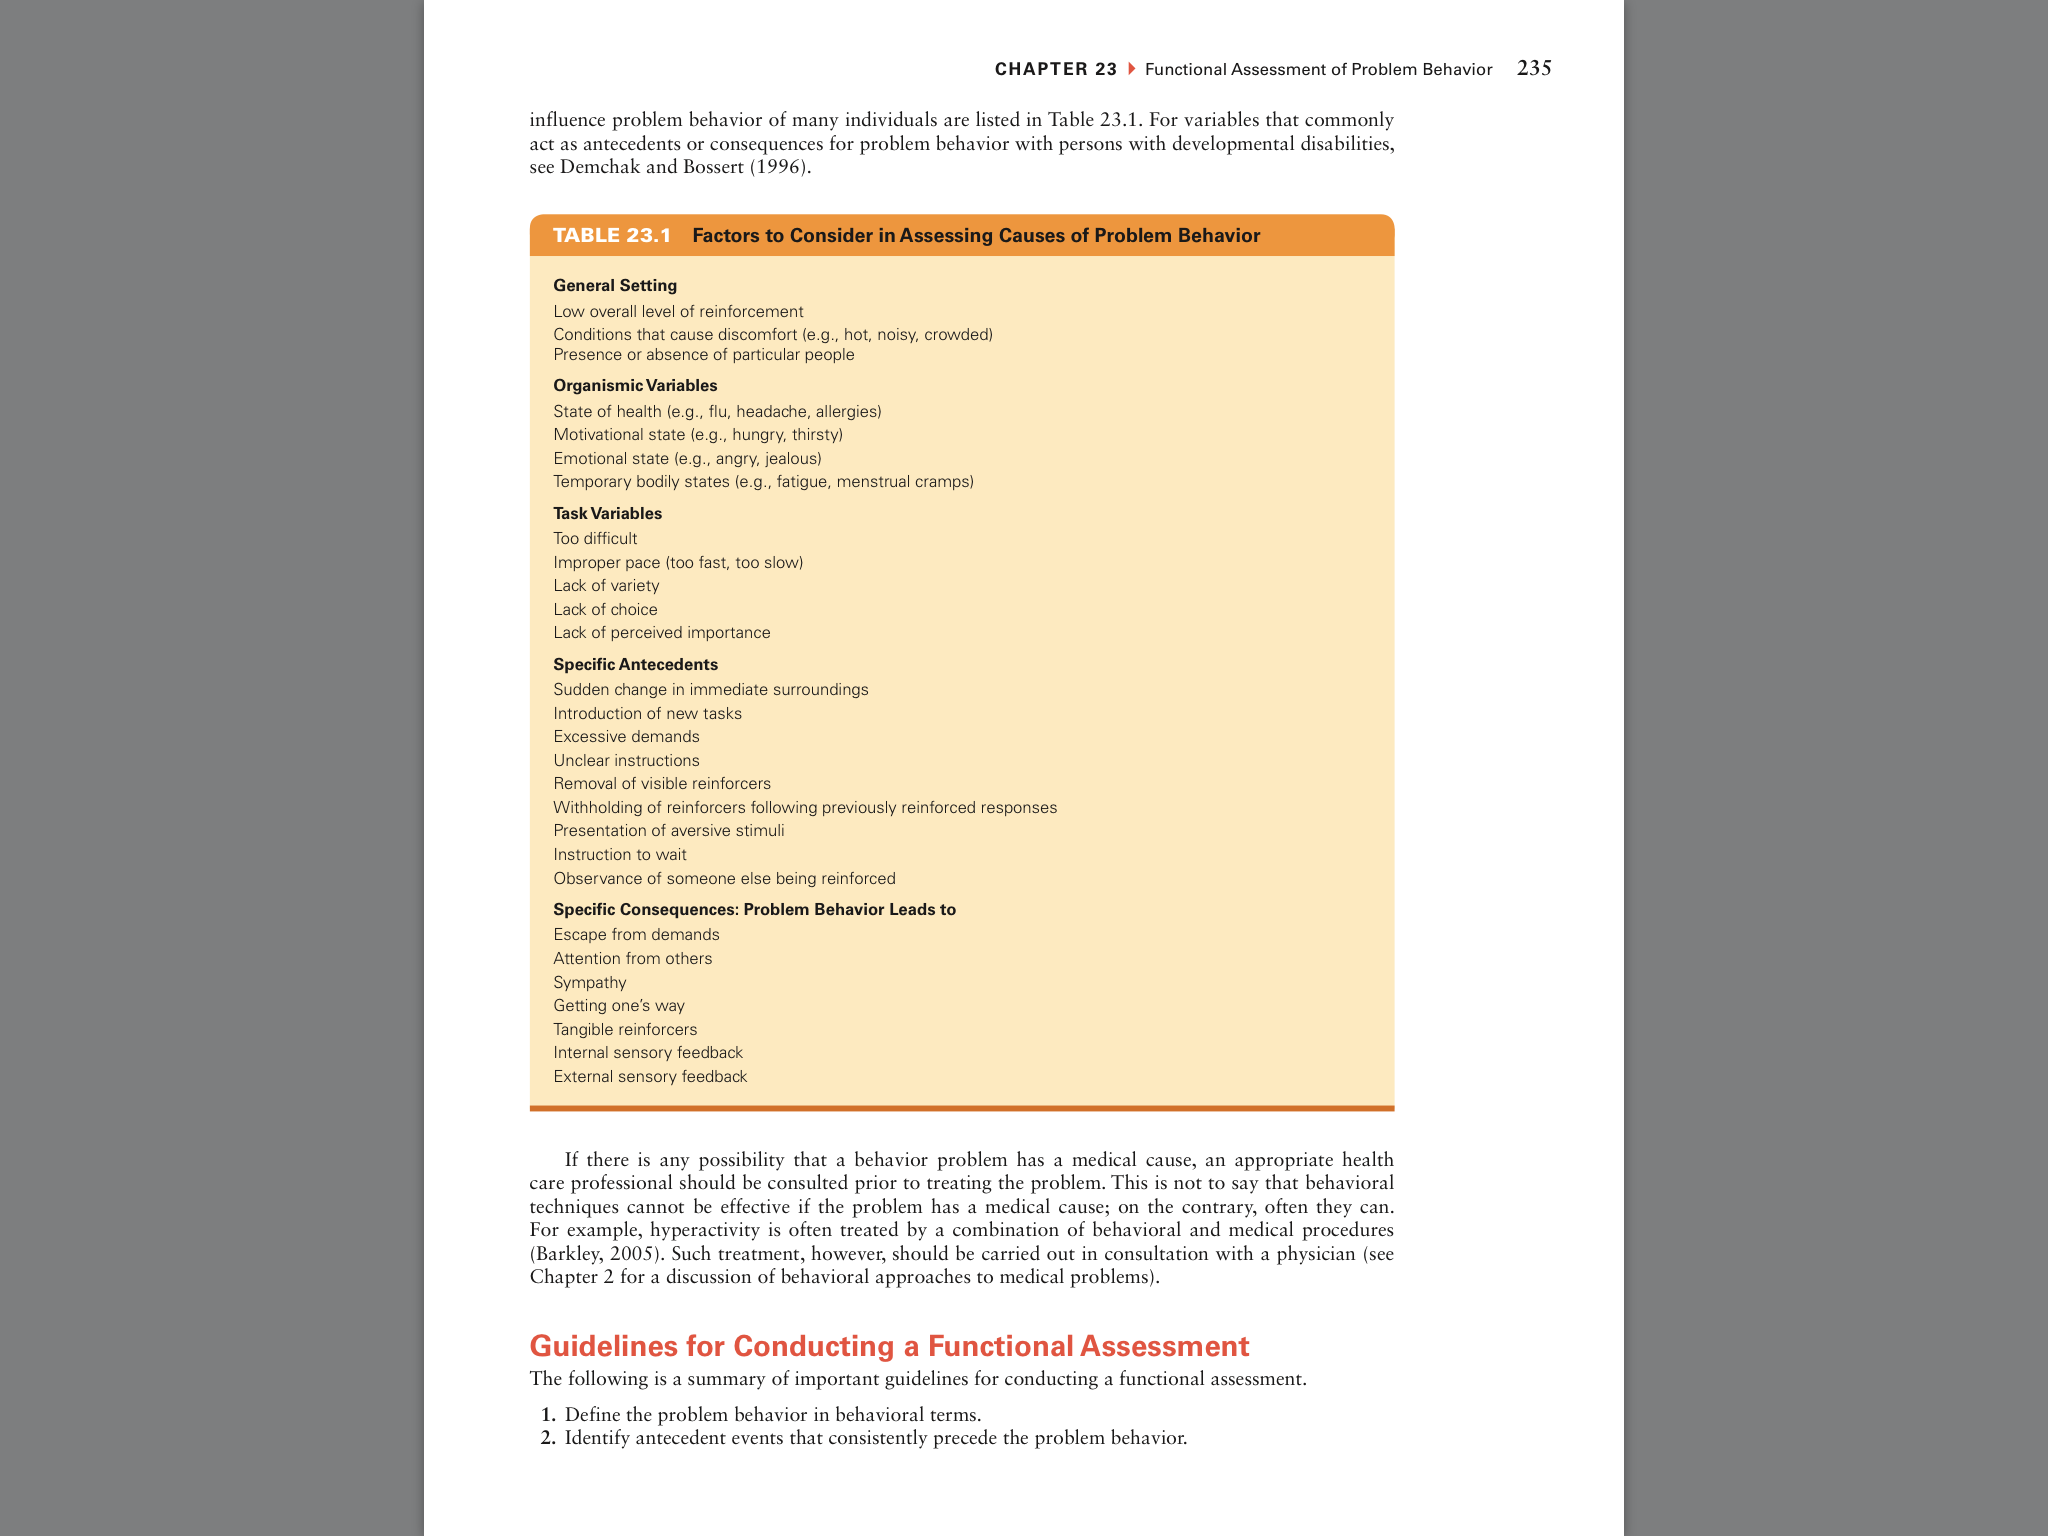 CHAPTER 23 Functional Assessment of Problem Behavior 235
influence problem behavior of many individuals are listed in Table 23.1. For variables that commonly
act as antecedents or consequences for problem behavior with persons with developmental disabilities,
see Demchak and Bossert (1996).
TABLE 23.1 Factors to Consider in Assessing Causes of Problem Behavior
General Setting
Low overall level of reinforcement
Conditions that cause discomfort (e.g., hot, noisy, crowded)
Presence or absence of particular people
Organismic Variables
State of health (e.g., flu, headache, allergies)
Motivational state (e.g., hungry, thirsty)
Emotional state (e.g., angry, jealous)
Temporary bodily states (e.g., fatigue, menstrual cramps)
Task Variables
Too difficult
Improper pace (too fast, too slow)
Lack of variety
Lack of choice
Lack of perceived importance
Specific Antecedents
Sudden change in immediate surroundings
Introduction of new tasks
Excessive demands
Unclear instructions
Removal of visible reinforcers
Withholding of reinforcers following previously reinforced responses
Presentation of aversive stimuli
Instruction to wait
Observance of someone else being reinforced
Specific Consequences: Problem Behavior Leads to
Escape from demands
Attention from others
Sympathy
Getting one's way
Tangible reinforcers
Internal sensory feedback
External sensory feedback
If there is any possibility that a behavior problem has a medical cause, an appropriate health
care professional should be consulted prior to treating the problem. This is not to say that behavioral
techniques cannot be effective if the problem has a medical cause; on the contrary, often they can.
For example, hyperactivity is often treated by a combination of behavioral and medical procedures
(Barkley, 2005). Such treatment, however, should be carried out in consultation with a physician (see
Chapter 2 for a discussion of behavioral approaches to medical problems).
Guidelines for Conducting a Functional Assessment
The following is a summary of important guidelines for conducting a functional assessment.
1. Define the problem behavior in behavioral terms.
2. Identify antecedent events that consistently precede the problem behavior.